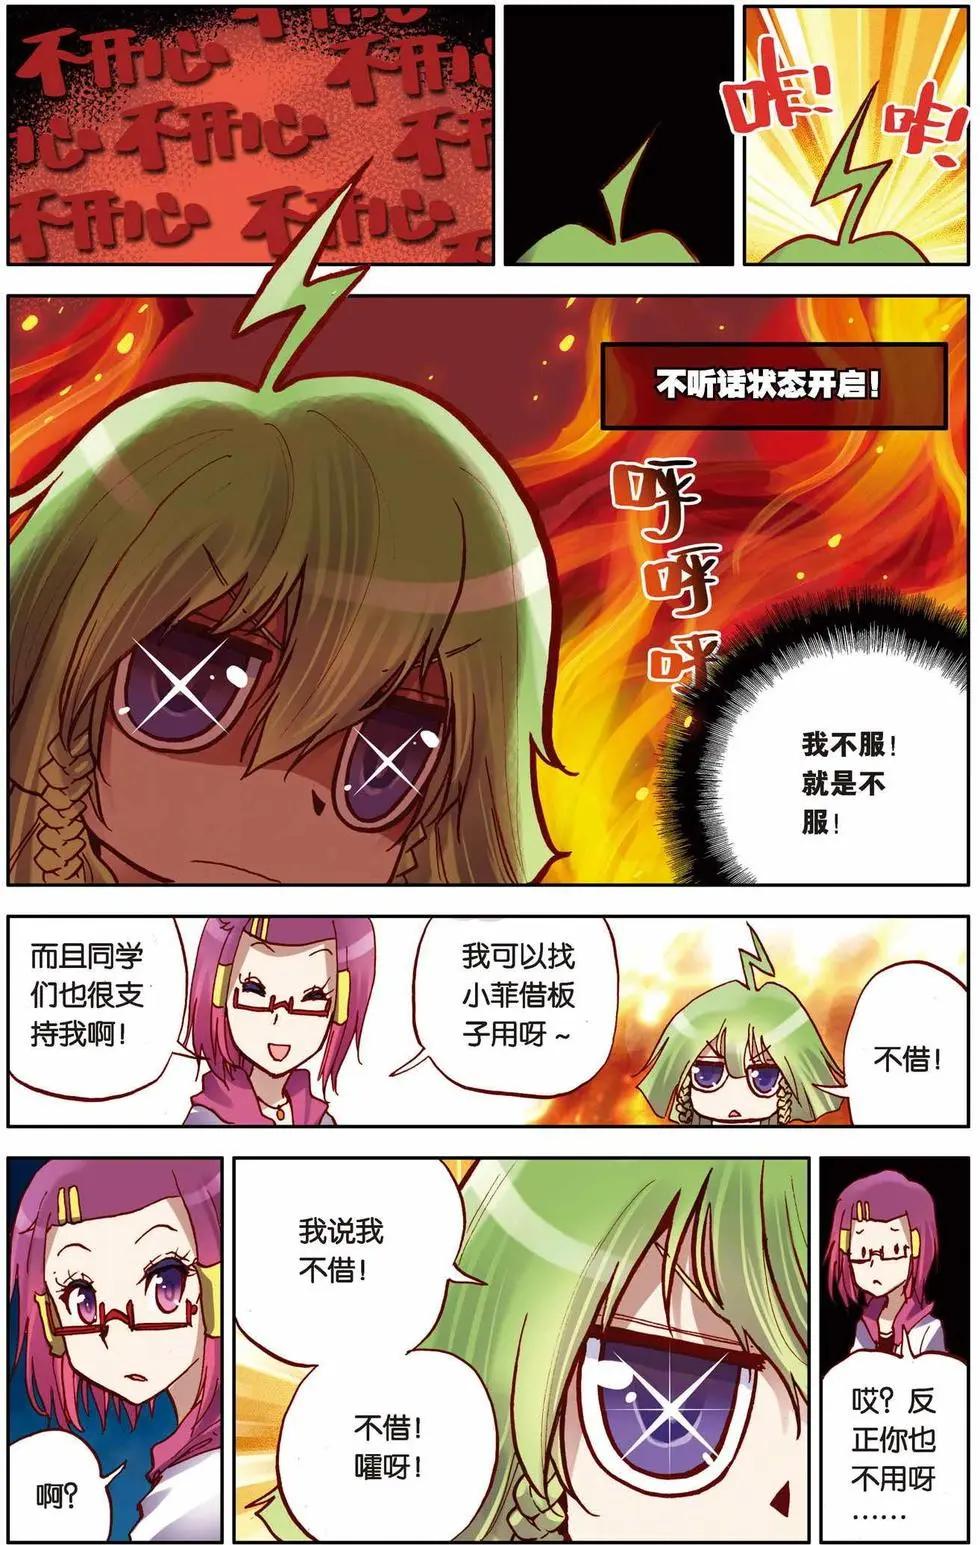 不开心
不开心
心
不开心
不开
不开心
不开心
不
咔!
咔!
不听话状态开启!
呼
呼
呼
我不服!
就是不
服!
而且同学
们也很支
持我啊!
我可以找
小菲借板
子用呀~
不借!
啊?
我说我
不借!
不借!
嚯呀!
哎?反
正你也
不用呀
……